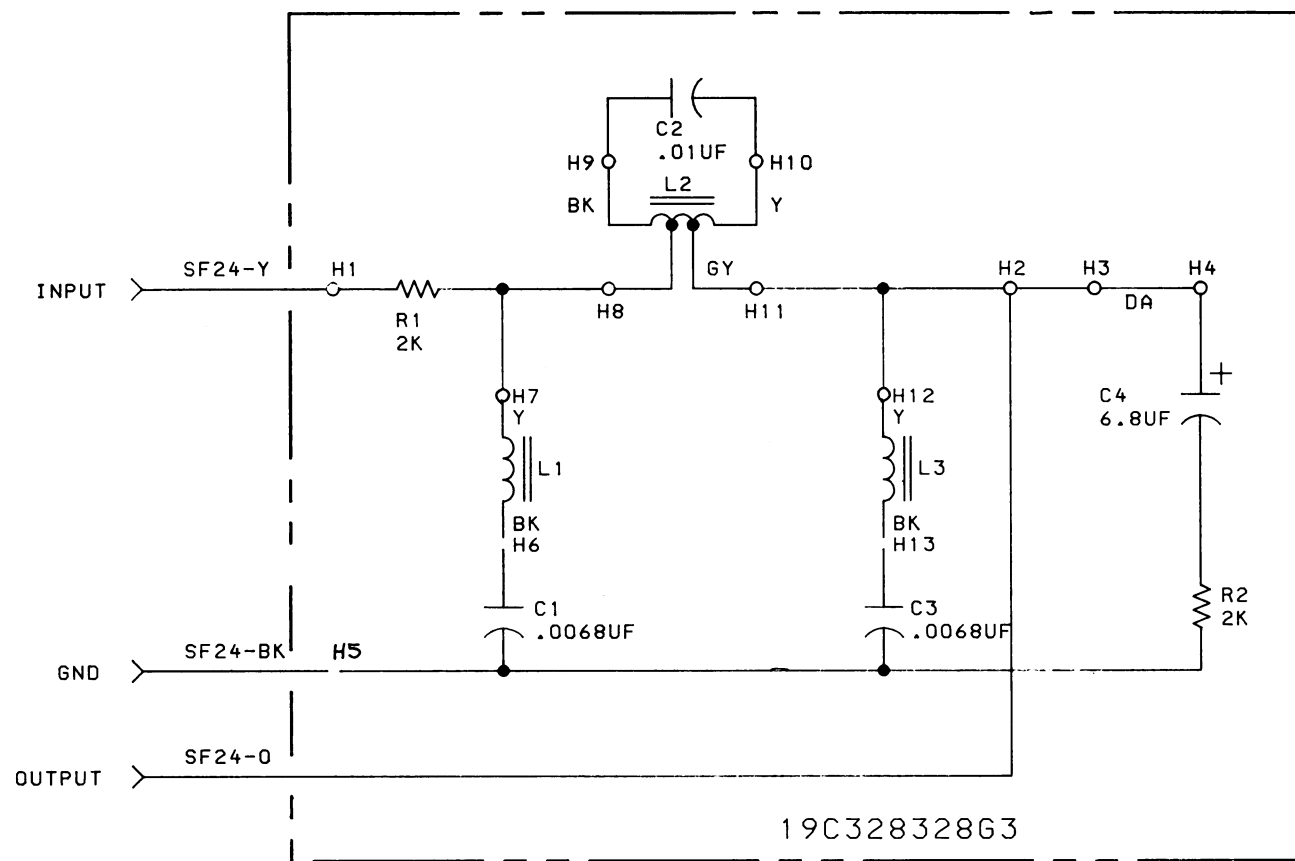 C2
.01UF
H9
H10
L2
BK
Y
SF24-Y
H1
GY
H2
H3
H4
INPUT
R1
2K
H8
H11
DA
H7
Y
H12
Y
+
C4
6.8UF
L1
L3
BK
H6
BK
H13
C1
.0068UF
C3
.0068UF
R2
2K
SF24-BK
H5
GND
SF24-O
OUTPUT
19C328328G3